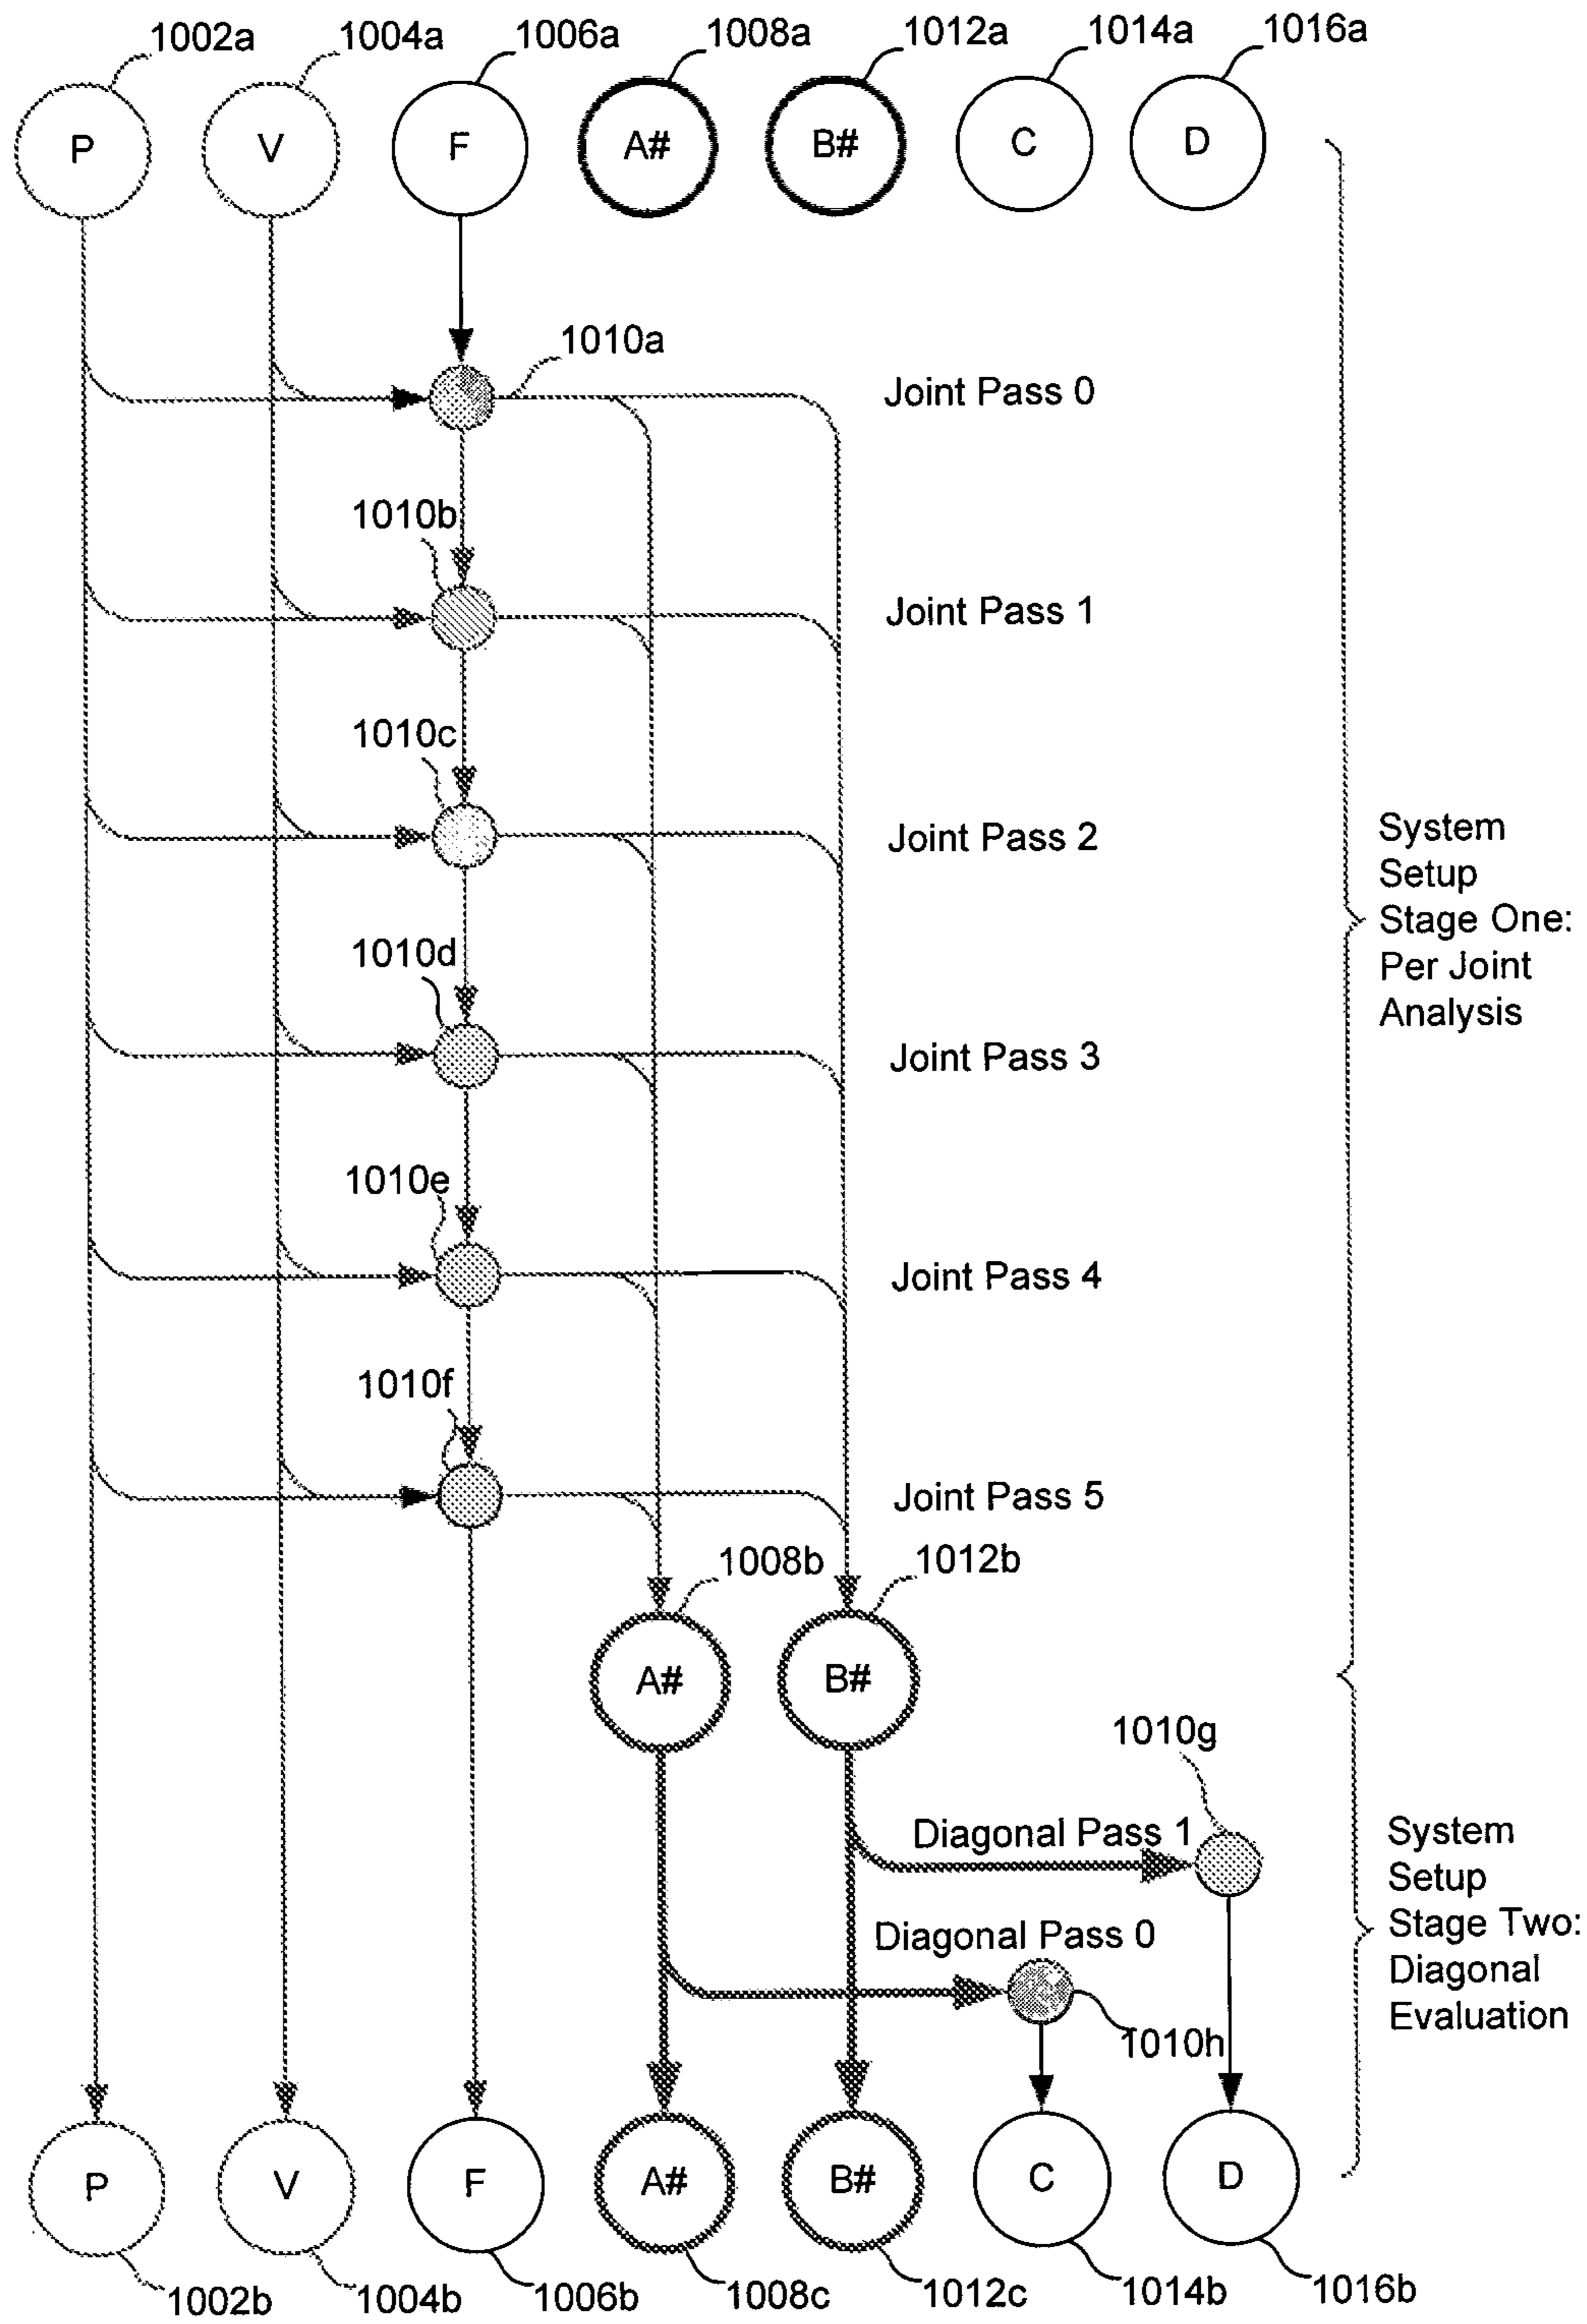 1002a 1004a 1006a 1008a 1012a 1014a 1016a
P V F A# B# C D
1010a
Joint Pass 0
1010b
Joint Pass 1
1010c
Joint Pass 2
System
Setup
Stage One:
Per Joint
Analysis
1010d
Joint Pass 3
1010e
Joint Pass 4
1010f
Joint Pass 5
1008b 1012b
A# B#
1010g
Diagonal Pass 1
Diagonal Pass 0
1010h
System
Setup
Stage Two:
Diagonal
Evaluation
P V F A# B# C D
1002b 1004b 1006b 1008c 1012c 1014b 1016b